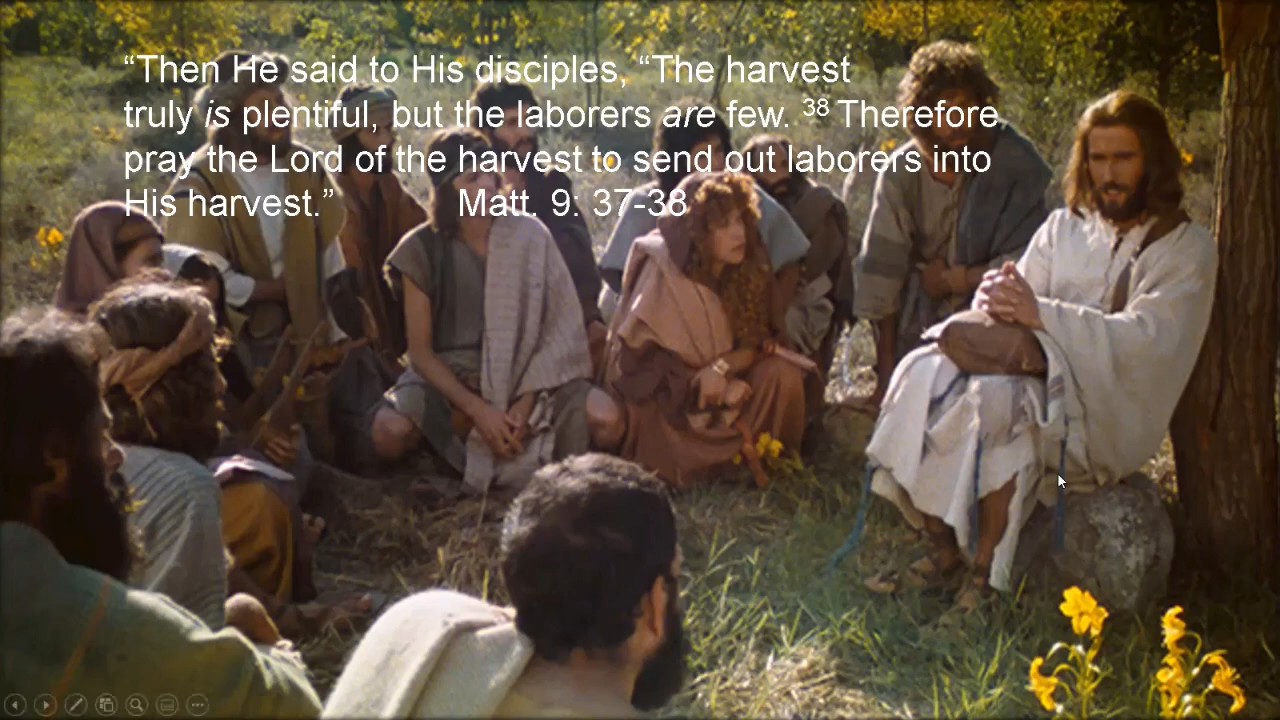 “Then He said to His disciples, “The harvest
truly is plentiful, but the laborers are few. 38 Therefore
pray the Lord of the harvest to send out laborers into
His harvest.” Matt. 9: 37-38